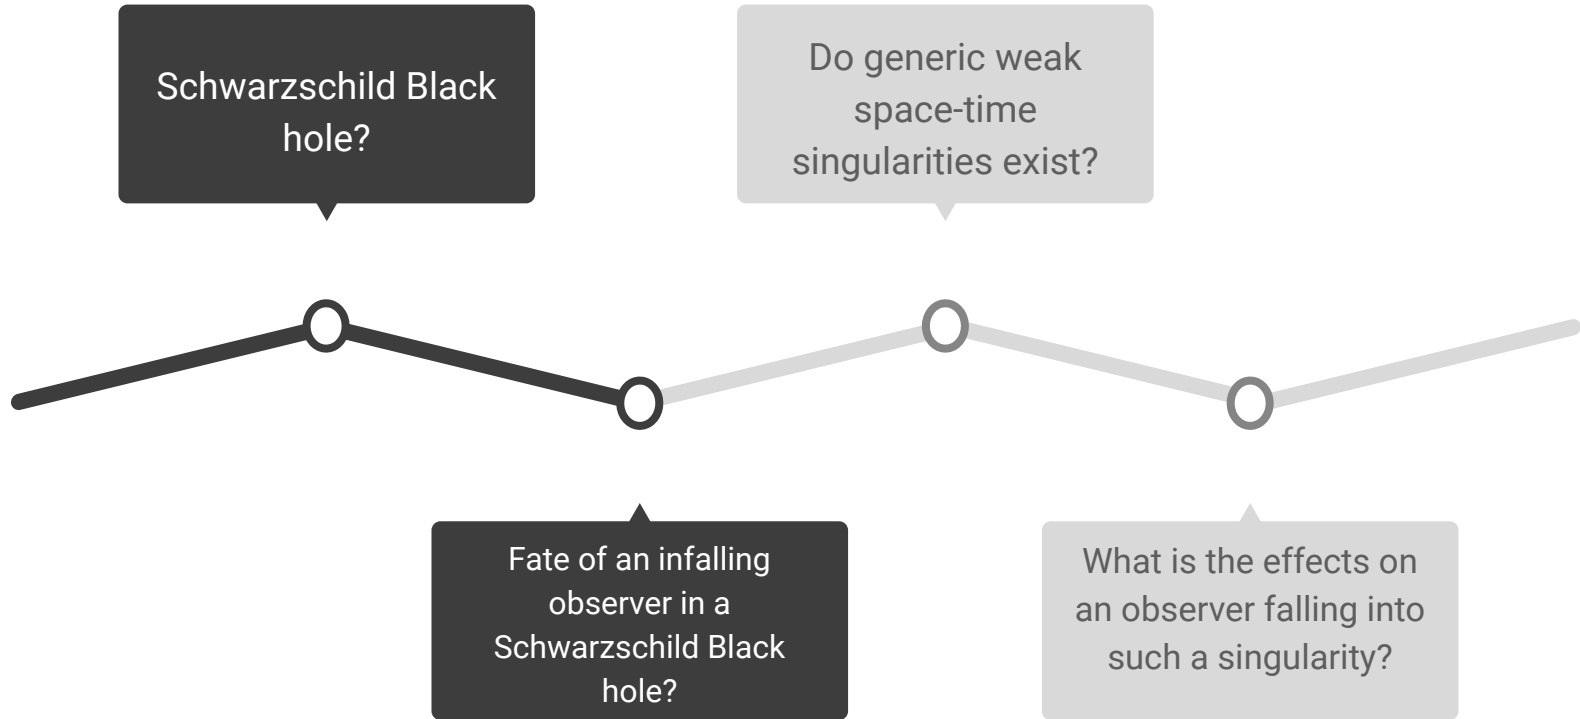 Schwarzschild Black
hole?
Do generic weak
space-time
singularities exist?
Fate of an infalling
observer in a
Schwarzschild Black
hole?
What is the effects on
an observer falling into
such a singularity?